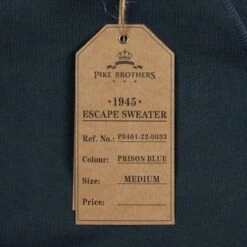 PIKE BROTHERS
1945
ESCAPE SWEATER
Ref. No.: P0401-22-0033
Colour: PRISON BLUE
Size: MEDIUM
Price: